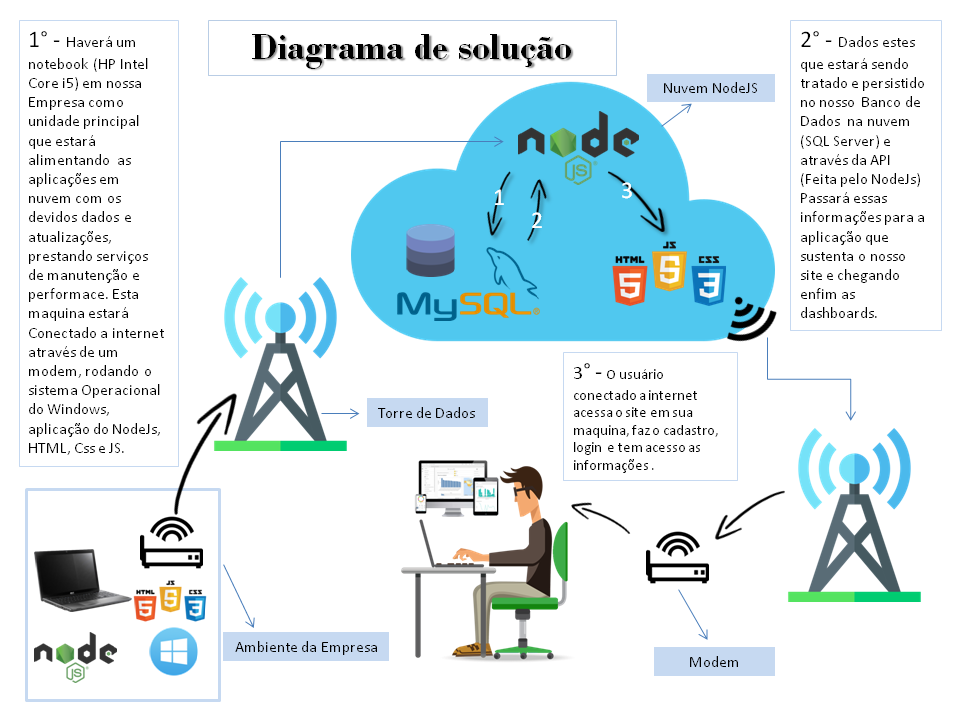 Diagrama de solução
1° - Haverá um
notebook (HP Intel
Core i5) em nossa
Empresa como
unidade principal
que estará
alimentando as
aplicações em
nuvem com os
devidos dados e
atualizações,
prestando serviços
de manutenção e
performace. Esta
maquina estará
Conectado a internet
através de um
modem, rodando o
sistema Operacional
do Windows,
aplicação do NodeJs,
HTML, Css e JS.
2° - Dados estes
que estará sendo
tratado e persistido
no nosso Banco de
Dados na nuvem
(SQL Server) e
através da API
(Feita pelo NodeJs)
Passará essas
informações para a
aplicação que
sustenta o nosso
site e chegando
enfim as
dashboards.
Nuvem NodeJS
node
JS
1
2
3
MySQL
HTML
5
JS
5
CSS
3
3° - O usuário
conectado a internet
acessa o site em sua
maquina, faz o cadastro,
login e tem acesso as
informações .
Torre de Dados
HTML
5
JS
5
CSS
3
node
JS
Ambiente da Empresa
Modem